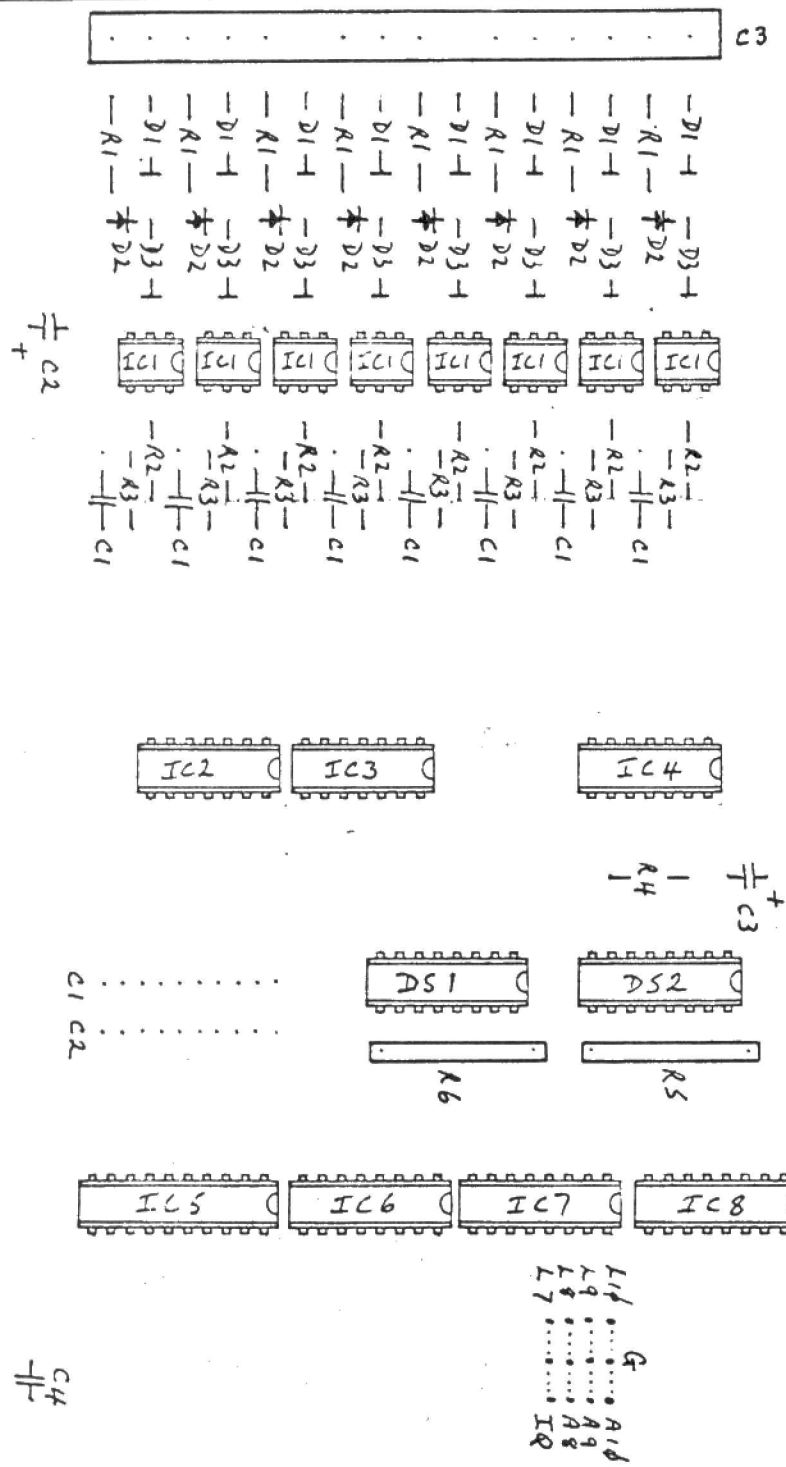 C3
R1 D1 R1 D1 R1 D1 R1 D1 R1 D1 R1 D1 R1 D1 R1 D1
D2 D3 D2 D3 D2 D3 D2 D3 D2 D3 D2 D3 D2 D3 D2 D3
+ C2
IC1 IC1 IC1 IC1 IC1 IC1 IC1 IC1
R3 R2 R3 R2 R3 R2 R3 R2 R3 R2 R3 R2 R3 R2 R3 R2
C1 C1 C1 C1 C1 C1 C1 C1
IC2 IC3 IC4
R4
+ C3
C1
DS1 DS2
C2
R6 R5
IC5 IC6 IC7 IC8
L7 L8 L9 L10
G
IQ A8 A9 A10
C4